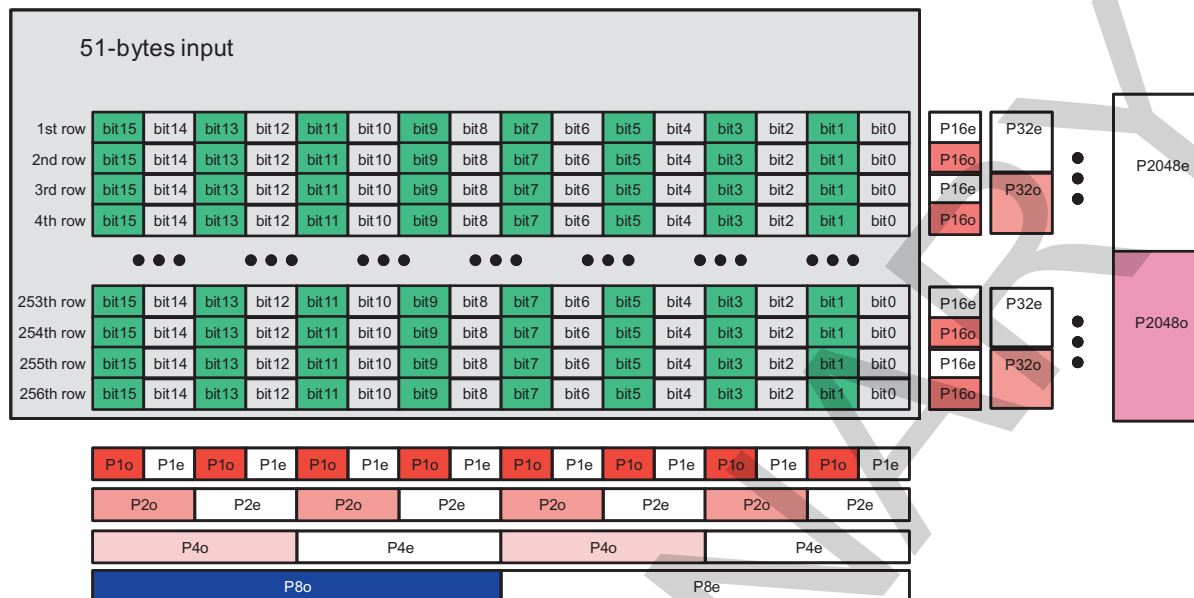 51-bytes input
1st row bit15 bit14 bit13 bit12 bit11 bit10 bit9 bit8 bit7 bit6 bit5 bit4 bit3 bit2 bit1 bit0 P16e P32e
2nd row bit15 bit14 bit13 bit12 bit11 bit10 bit9 bit8 bit7 bit6 bit5 bit4 bit3 bit2 bit1 bit0 P16o P2048e
3rd row bit15 bit14 bit13 bit12 bit11 bit10 bit9 bit8 bit7 bit6 bit5 bit4 bit3 bit2 bit1 bit0 P16e P32o
4th row bit15 bit14 bit13 bit12 bit11 bit10 bit9 bit8 bit7 bit6 bit5 bit4 bit3 bit2 bit1 bit0 P16o
253th row bit15 bit14 bit13 bit12 bit11 bit10 bit9 bit8 bit7 bit6 bit5 bit4 bit3 bit2 bit1 bit0 P16e P32e
254th row bit15 bit14 bit13 bit12 bit11 bit10 bit9 bit8 bit7 bit6 bit5 bit4 bit3 bit2 bit1 bit0 P16o P2048o
255th row bit15 bit14 bit13 bit12 bit11 bit10 bit9 bit8 bit7 bit6 bit5 bit4 bit3 bit2 bit1 bit0 P16e P32o
256th row bit15 bit14 bit13 bit12 bit11 bit10 bit9 bit8 bit7 bit6 bit5 bit4 bit3 bit2 bit1 bit0 P16o
P1o P1e P1o P1e P1o P1e P1o P1e P1o P1e P1o P1e P1o P1e P1o P1e
P2o P2e P2o P2e P2o P2e P2o P2e
P4o P4e P4o P4e
P8o P8e